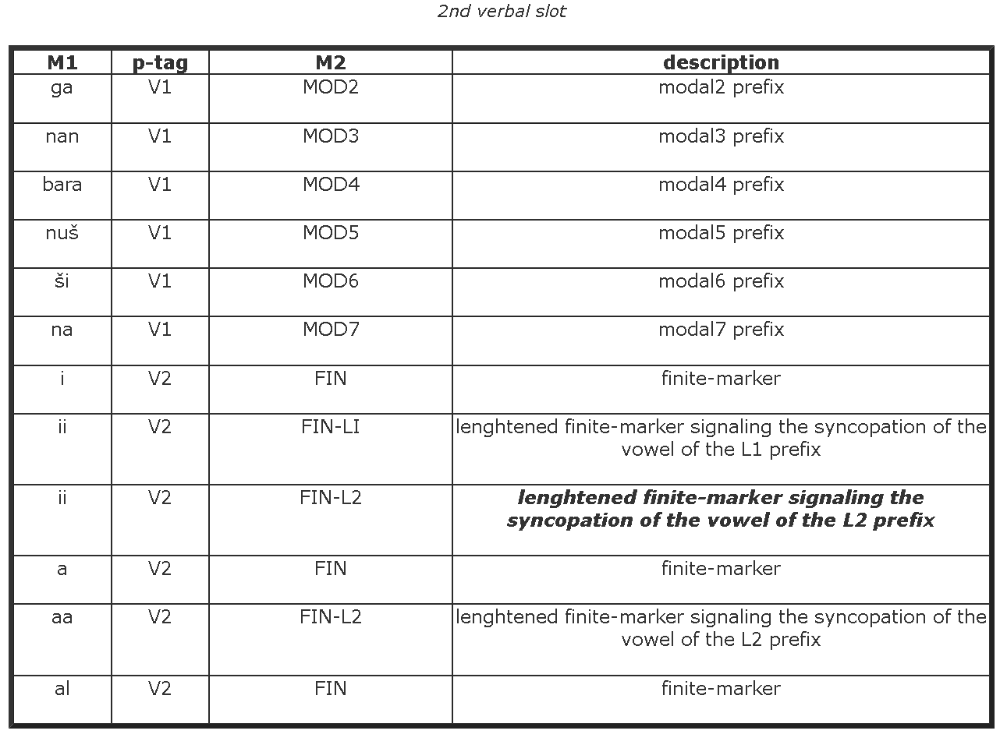 2nd verbal slot
M1 p-tag M2 description
ga V1 MOD2 modal2 prefix
nan V1 MOD3 modal3 prefix
bara V1 MOD4 modal4 prefix
nuš V1 MOD5 modal5 prefix
ši V1 MOD6 modal6 prefix
na V1 MOD7 modal7 prefix
i V2 FIN finite-marker
ii V2 FIN-LI lenghtened finite-marker signaling the syncopation of the
vowel of the L1 prefix
ii V2 FIN-L2 lenghtened finite-marker signaling the
syncopation of the vowel of the L2 prefix
a V2 FIN finite-marker
aa V2 FIN-L2 lenghtened finite-marker signaling the syncopation of the
vowel of the L2 prefix
al V2 FIN finite-marker